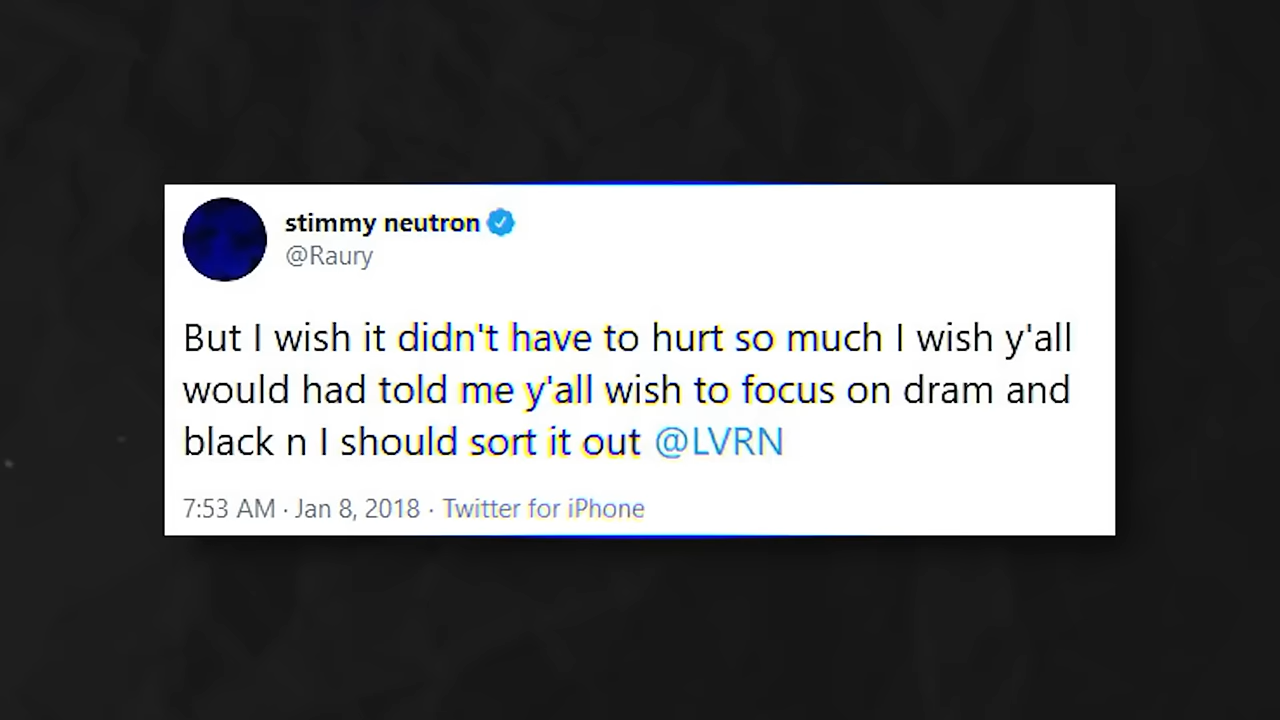 stimmy neutron
@Raury
But I wish it didn't have to hurt so much I wish y'all
would had told me y'all wish to focus on dram and
black n I should sort it out @LVRN
7:53 AM · Jan 8, 2018 · Twitter for iPhone